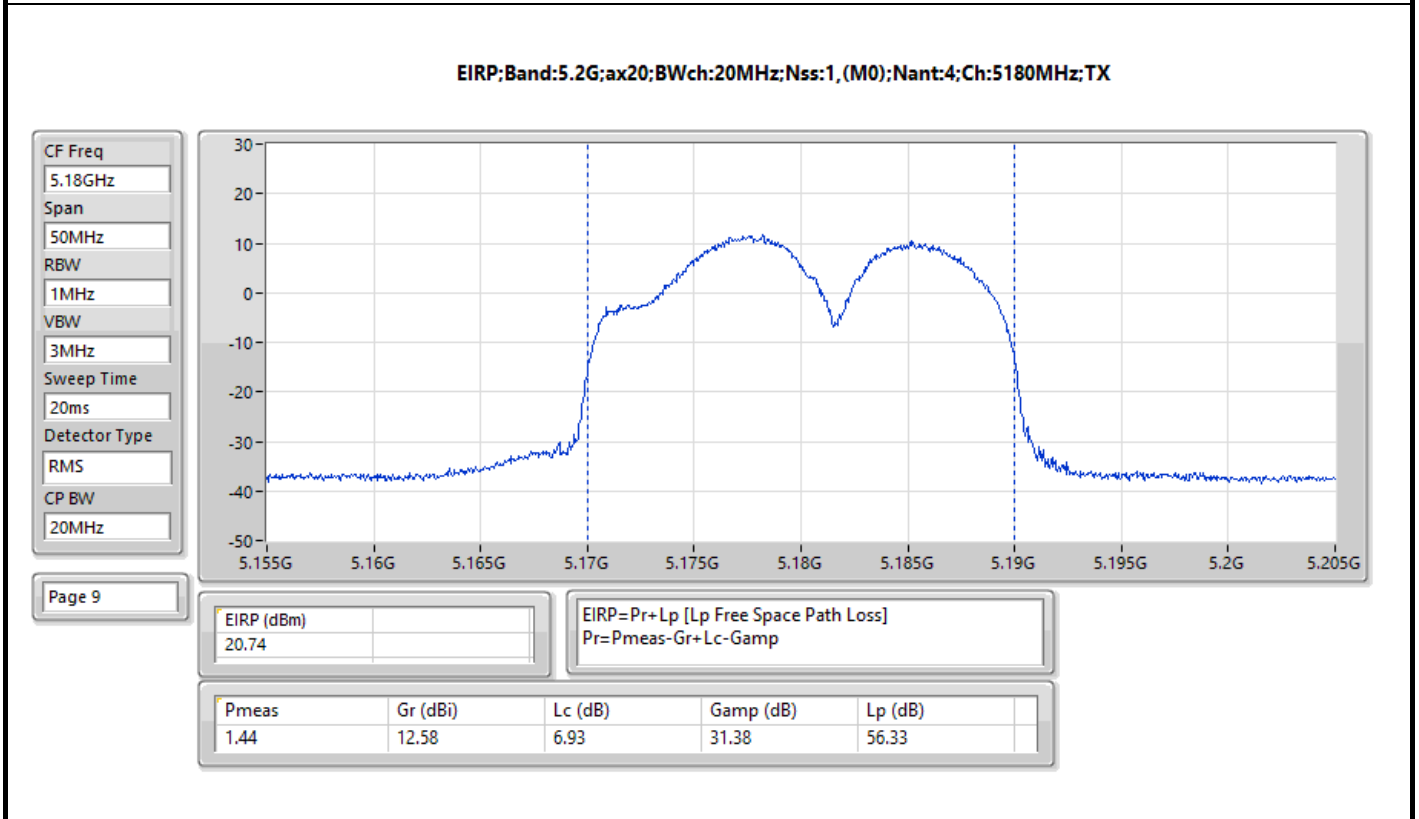 EIRP;Band:5.2G;ax20;BWch:20MHz;Nss:1,(M0);Nant:4;Ch:5180MHz;TX
CF Freq
5.18GHz
Span
50MHz
RBW
1MHz
VBW
3MHz
Sweep Time
20ms
Detector Type
RMS
CP BW
20MHz
Page 9
30
20
10
0
-10
-20
-30
-40
-50
5.155G 5.16G 5.165G 5.17G 5.175G 5.18G 5.185G 5.19G 5.195G 5.2G 5.205G
EIRP (dBm)
20.74
EIRP=Pr+Lp [Lp Free Space Path Loss]
Pr=Pmeas-Gr+Lc-Gamp
Pmeas Gr (dBi) Lc (dB) Gamp (dB) Lp (dB)
1.44 12.58 6.93 31.38 56.33